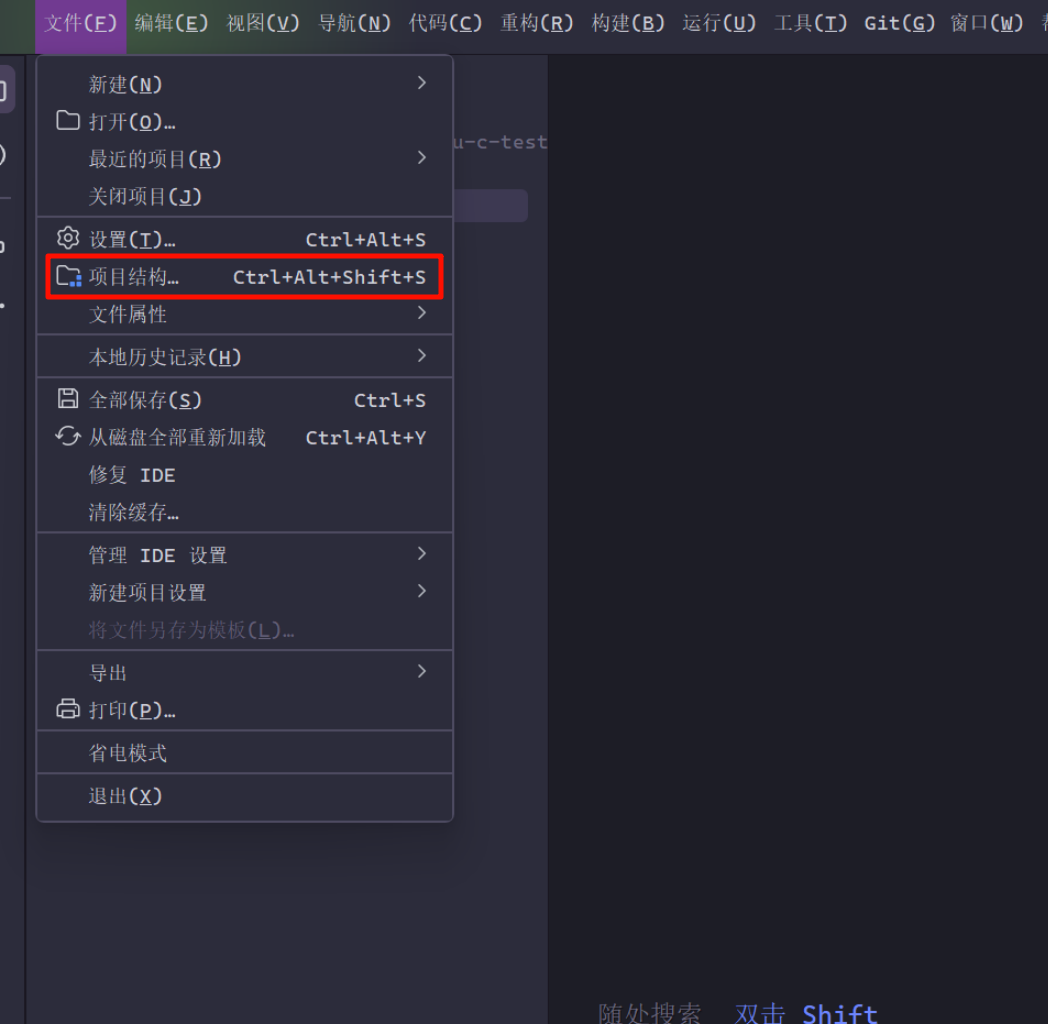 文件(F) 编辑(E) 视图(V) 导航(N) 代码(C) 重构(R) 构建(B) 运行(U) 工具(T) Git(G) 窗口(W)
新建(N)
打开(O)…
u-c-test
最近的项目(R)
关闭项目(J)
设置(T)… Ctrl+Alt+S
项目结构… Ctrl+Alt+Shift+S
文件属性
本地历史记录(H)
全部保存(S) Ctrl+S
从磁盘全部重新加载 Ctrl+Alt+Y
修复 IDE
清除缓存…
管理 IDE 设置
新建项目设置
将文件另存为模板(L)…
导出
打印(P)…
省电模式
退出(X)
随处搜索 双击 Shift